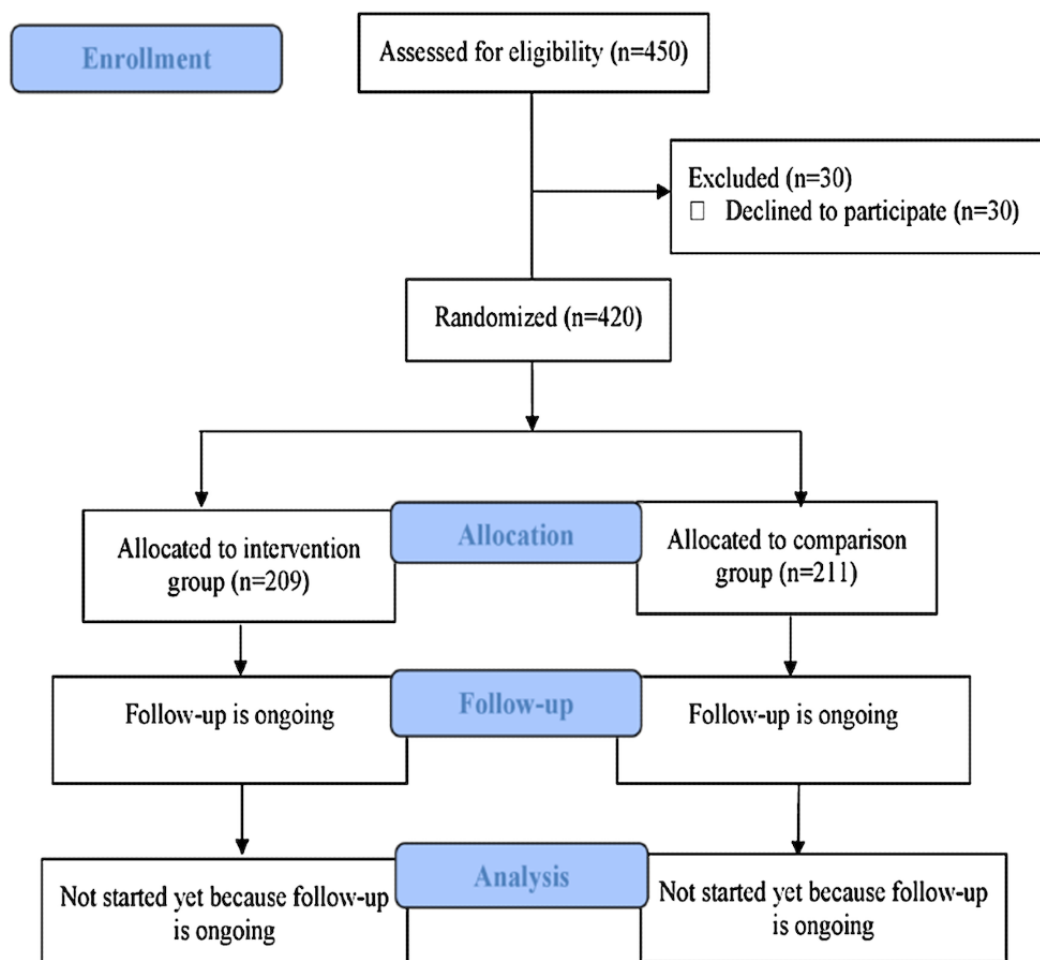 Enrollment
Assessed for eligibility (n=450)
Excluded (n=30)
□ Declined to participate (n=30)
Randomized (n=420)
Allocated to intervention
group (n=209)
Allocation
Allocated to comparison
group (n=211)
Follow-up is ongoing
Follow-up
Follow-up is ongoing
Not started yet because follow-up
is ongoing
Analysis
Not started yet because follow-up
is ongoing